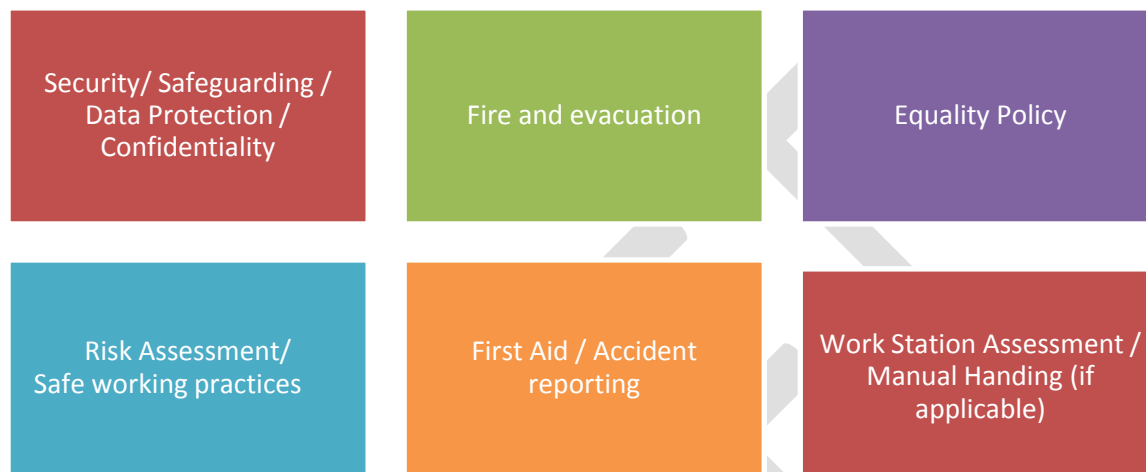 Security/ Safeguarding /
Data Protection /
Confidentiality
Fire and evacuation
Equality Policy
Risk Assessment/
Safe working practices
First Aid / Accident
reporting
Work Station Assessment /
Manual Handing (if
applicable)